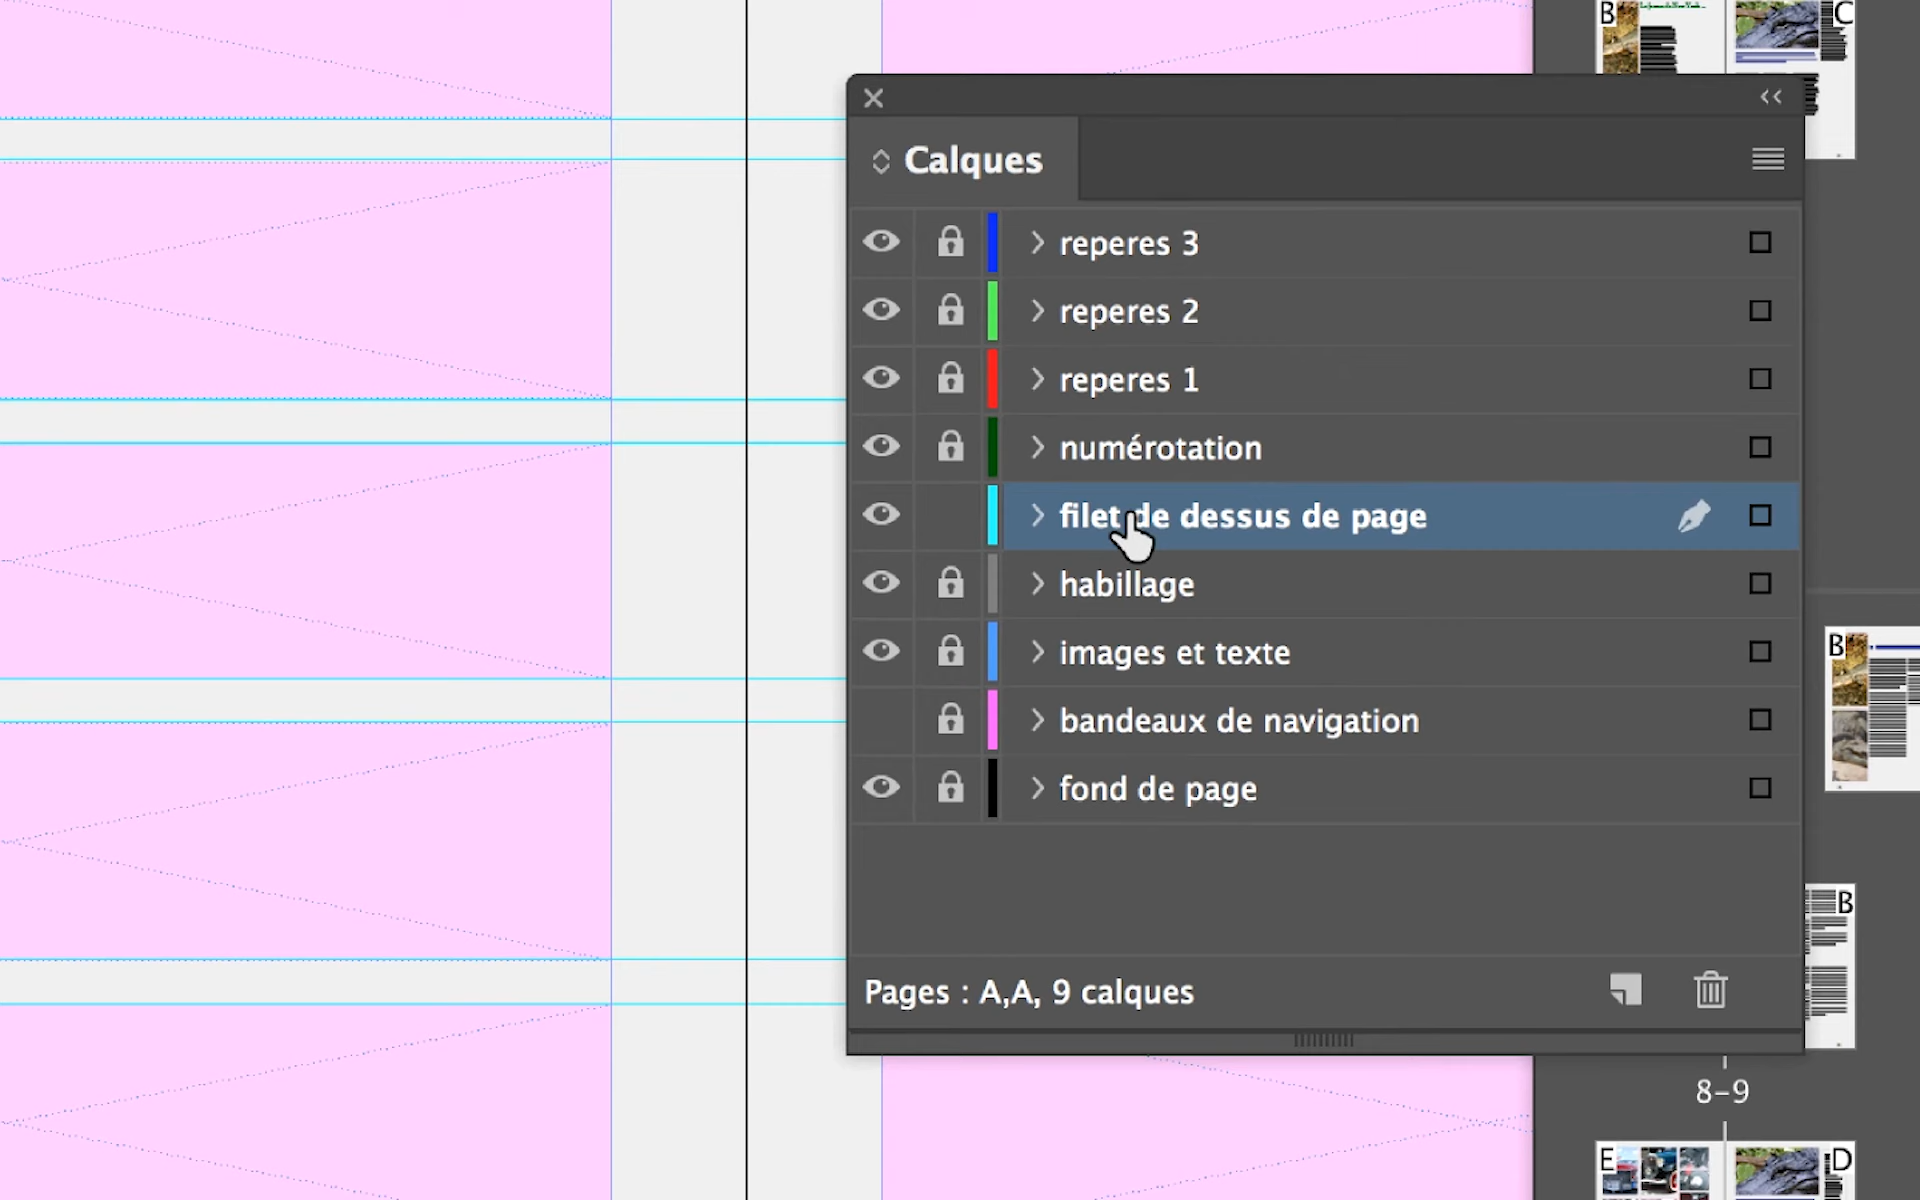 B
C
Calques
reperes 3
reperes 2
reperes 1
numérotation
filet de dessus de page
habillage
images et texte
B
bandeaux de navigation
fond de page
B
Pages : A,A, 9 calques
8-9
E
D